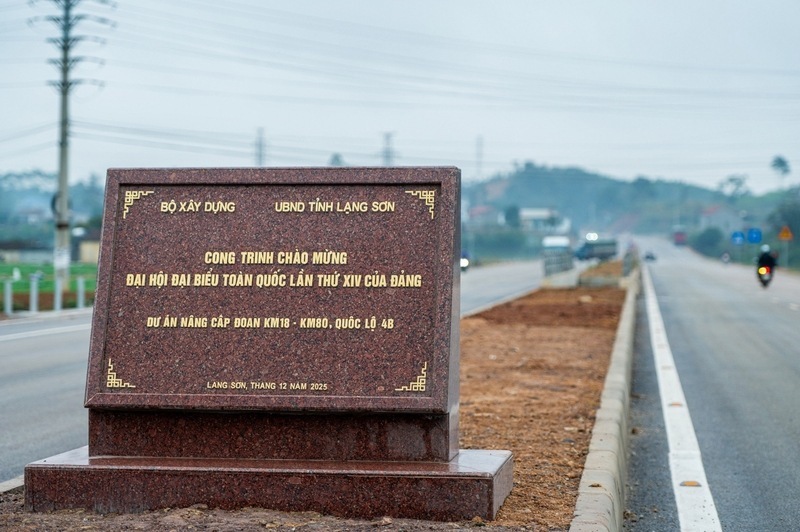 BỘ XÂY DỰNG UBND TỈNH LẠNG SƠN
CÔNG TRÌNH CHÀO MỪNG
ĐẠI HỘI ĐẠI BIỂU TOÀN QUỐC LẦN THỨ XIV CỦA ĐẢNG
DỰ ÁN NÂNG CẤP ĐOẠN KM18 - KM80, QUỐC LỘ 4B
LẠNG SƠN, THÁNG 12 NĂM 2025